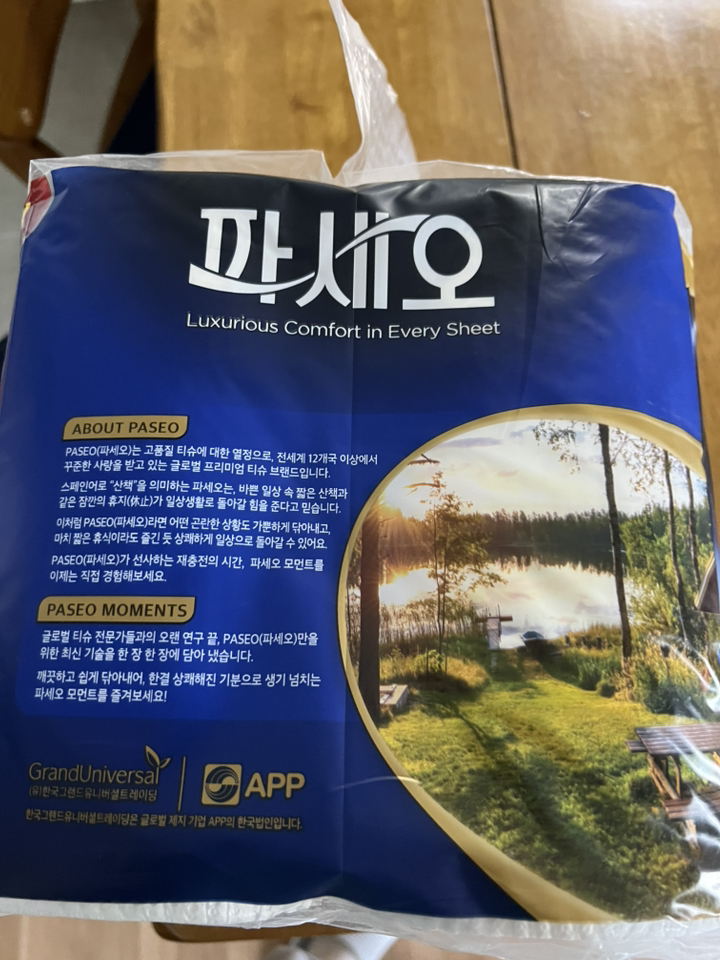 파세오
Luxurious Comfort in Every Sheet
ABOUT PASEO
PASEO(파세오)는 고품질 티슈에 대한 열정으로, 전세계 12개국 이상에서
꾸준한 사랑을 받고 있는 글로벌 프리미엄 티슈 브랜드입니다.
스페인어로 "산책"을 의미하는 파세오는, 바쁜 일상 속 짧은 산책과
같은 잠깐의 휴지(休止)가 일상생활로 돌아갈 힘을 준다고 믿습니다.
이처럼 PASEO(파세오)라면 어떤 곤란한 상황도 가뿐하게 닦아내고,
마치 짧은 휴식이라도 즐긴 듯 상쾌하게 일상으로 돌아갈 수 있어요.
PASEO(파세오)가 선사하는 재충전의 시간, 파세오 모먼트를
이제는 직접 경험해보세요.
PASEO MOMENTS
글로벌 티슈 전문가들과의 오랜 연구 끝, PASEO(파세오)만을
위한 최신 기술을 한 장 한 장에 담아 냈습니다.
깨끗하고 쉽게 닦아내어, 한결 상쾌해진 기분으로 생기 넘치는
파세오 모먼트를 즐겨보세요!
GrandUniversal
(유)한국그랜드유니버셜트레이딩
APP
한국그랜드유니버셜트레이딩은 글로벌 제지 기업 APP의 한국법인입니다.